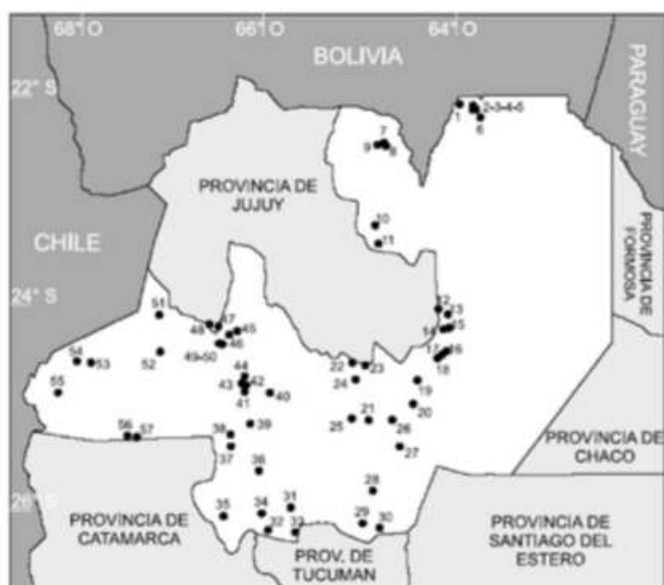 68°O 66°O 64°O
BOLIVIA
PARAGUAY
22° S
1 2-3-4-5
6
7
9 8
PROVINCIA DE
JUJUY
10
11
PROVINCIA DE
FORMOSA
CHILE
24° S
51
12
13
14 15
48 47 45
46
49-50
52
17 16
18
54 53
22 23
24
19
44
43 42
41
40
55
20
25 21 26
39
38
37
56 57
27
36
PROVINCIA DE
CHACO
28
26° S
35 34 31
32 33
29 30
PROVINCIA DE
CATAMARCA
PROV. DE
TUCUMAN
PROVINCIA DE
SANTIAGO DEL
ESTERO